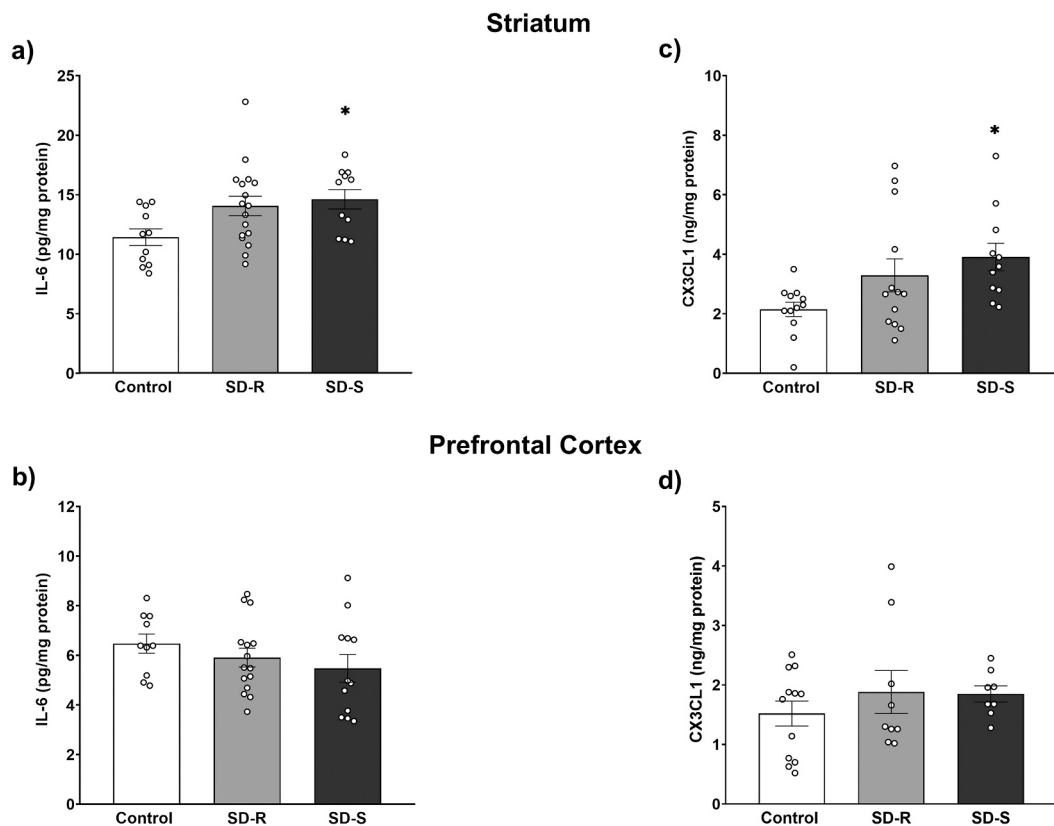 Striatum
a)
IL-6 (pg/mg protein)
25
20
15
10
5
0
*
Control SD-R SD-S
c)
CX3CL1 (ng/mg protein)
10
8
6
4
2
0
*
Control SD-R SD-S
Prefrontal Cortex
b)
IL-6 (pg/mg protein)
12
10
8
6
4
2
0
Control SD-R SD-S
d)
CX3CL1 (ng/mg protein)
5
4
3
2
1
0
Control SD-R SD-S